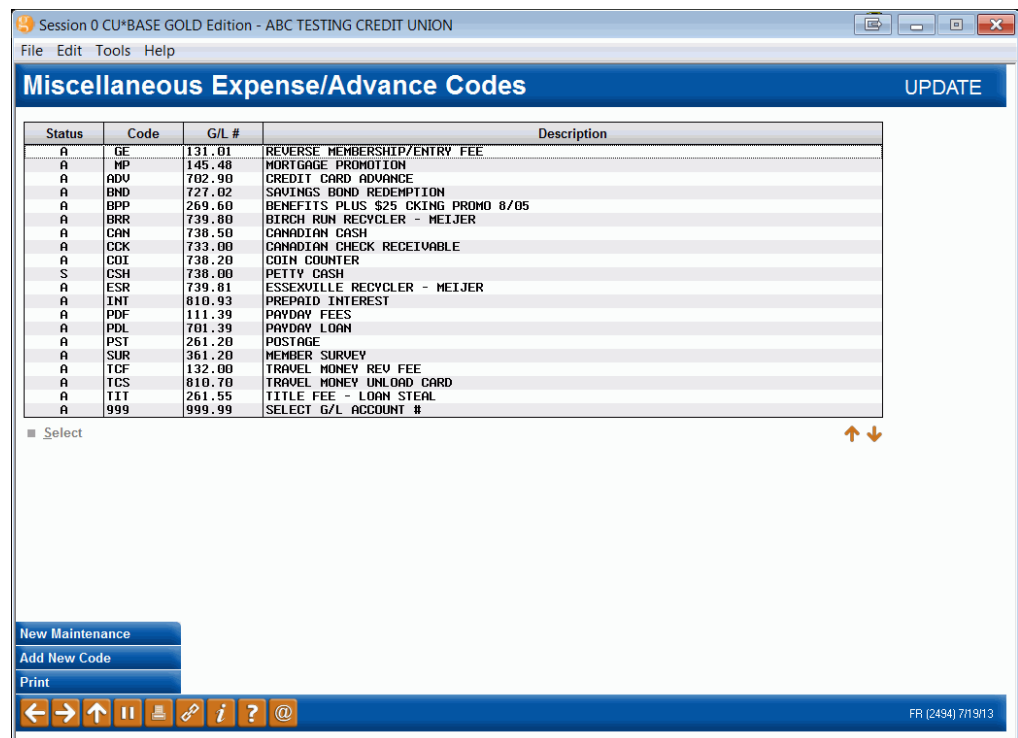 Session 0 CU*BASE GOLD Edition - ABC TESTING CREDIT UNION
File Edit Tools Help
Miscellaneous Expense/Advance Codes UPDATE
Status Code G/L # Description
A GE 131.01 REVERSE MEMBERSHIP/ENTRY FEE
A MP 145.48 MORTGAGE PROMOTION
A ADV 702.90 CREDIT CARD ADVANCE
A BND 727.02 SAVINGS BOND REDEMPTION
A BPP 269.60 BENEFITS PLUS $25 CKING PROMO 8/05
A BRR 739.80 BIRCH RUN RECYCLER - MEIJER
A CAN 738.50 CANADIAN CASH
A CCK 733.00 CANADIAN CHECK RECEIVABLE
A COI 738.20 COIN COUNTER
S CSH 738.00 PETTY CASH
A ESR 739.81 ESSEXVILLE RECYCLER - MEIJER
A INT 810.93 PREPAID INTEREST
A PDF 111.39 PAYDAY FEES
A PDL 701.39 PAYDAY LOAN
A PST 261.20 POSTAGE
A SUR 361.20 MEMBER SURVEY
A TCF 132.00 TRAVEL MONEY REV FEE
A TCS 810.70 TRAVEL MONEY UNLOAD CARD
A TIT 261.55 TITLE FEE - LOAN STEAL
A 999 999.99 SELECT G/L ACCOUNT #
Select
New Maintenance
Add New Code
Print
i ? @ FR (2494) 7/19/13